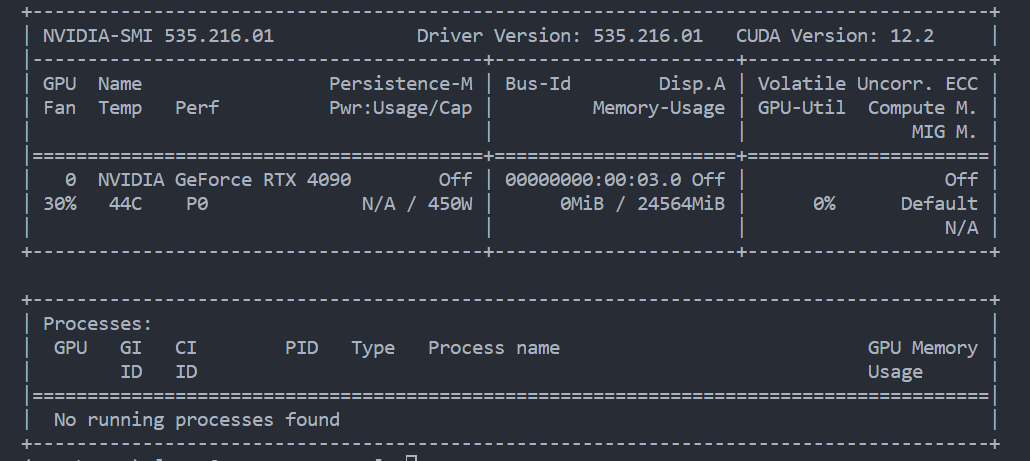 +-----------------------------------------------------------------------------------------+
| NVIDIA-SMI 535.216.01             Driver Version: 535.216.01   CUDA Version: 12.2     |
|-----------------------------------------+----------------------+----------------------+
| GPU  Name                 Persistence-M | Bus-Id        Disp.A | Volatile Uncorr. ECC |
| Fan  Temp   Perf          Pwr:Usage/Cap |         Memory-Usage | GPU-Util  Compute M. |
|                                         |                      |               MIG M. |
|=========================================+======================+======================|
|   0  NVIDIA GeForce RTX 4090        Off | 00000000:00:03.0 Off |                  Off |
| 30%   44C    P0              N/A / 450W |      0MiB / 24564MiB |      0%      Default |
|                                         |                      |                  N/A |
+-----------------------------------------+----------------------+----------------------+
+---------------------------------------------------------------------------------------+
| Processes:                                                                            |
|  GPU   GI   CI        PID   Type   Process name                            GPU Memory |
|        ID   ID                                                             Usage      |
|=======================================================================================|
|  No running processes found                                                           |
+---------------------------------------------------------------------------------------+